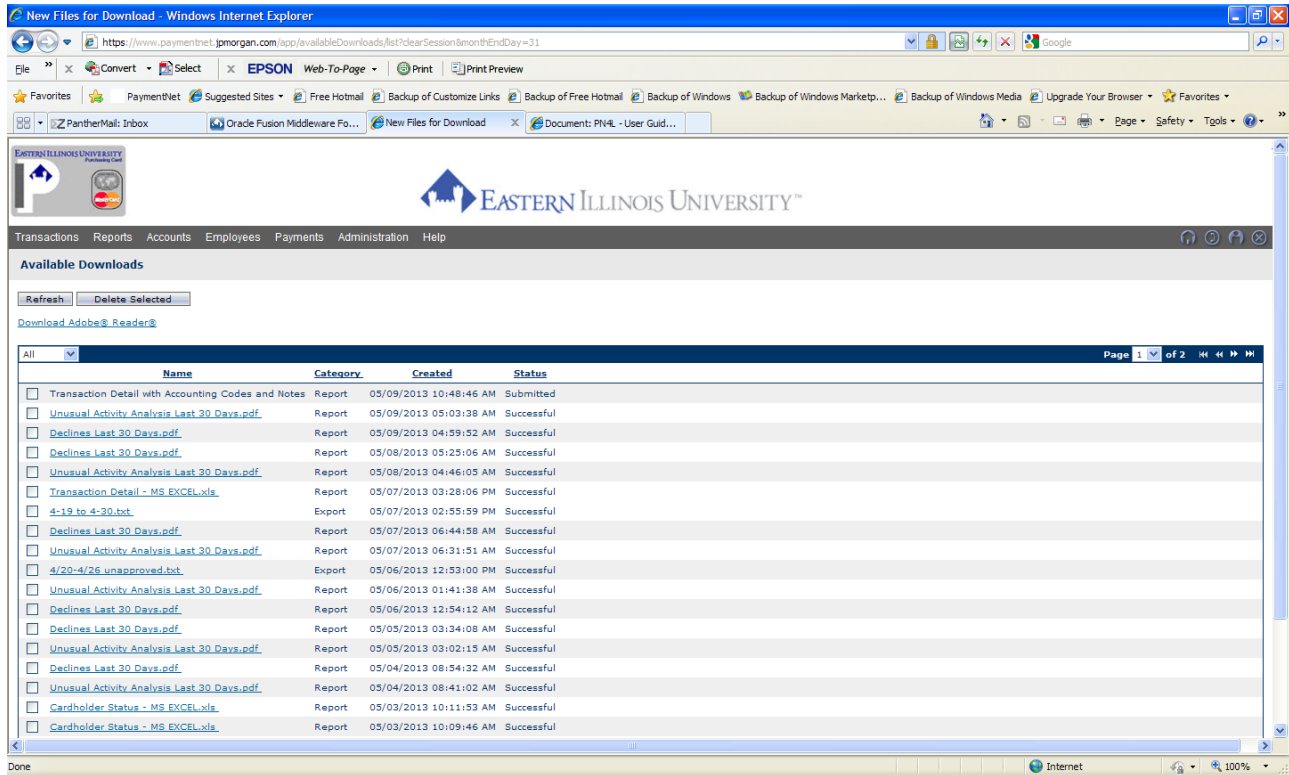 New Files for Download - Windows Internet Explorer
https://www.paymentnet.jpmorgan.com/app/availableDownloads/list?clearSession&monthEndDay=31
Google
File » x Convert Select x EPSON Web-To-Page Print Print Preview
Favorites PaymentNet Suggested Sites Free Hotmail Backup of Customize Links Backup of Free Hotmail Backup of Windows Backup of Windows Marketp... Backup of Windows Media Upgrade Your Browser Favorites
PantherMail: Inbox Oracle Fusion Middleware Fo... New Files for Download X Document: PN4L - User Guid... Page Safety Tools »
EASTERN ILLINOIS UNIVERSITY
Purchasing Card
P
MasterCard
EASTERN ILLINOIS UNIVERSITY™
Transactions Reports Accounts Employees Payments Administration Help
Available Downloads
Refresh Delete Selected
Download Adobe® Reader®
All Page 1 of 2
Name Category Created Status
Transaction Detail with Accounting Codes and Notes Report 05/09/2013 10:48:46 AM Submitted
Unusual Activity Analysis Last 30 Days.pdf Report 05/09/2013 05:03:38 AM Successful
Declines Last 30 Days.pdf Report 05/09/2013 04:59:52 AM Successful
Declines Last 30 Days.pdf Report 05/08/2013 05:25:06 AM Successful
Unusual Activity Analysis Last 30 Days.pdf Report 05/08/2013 04:46:05 AM Successful
Transaction Detail - MS EXCEL.xls Report 05/07/2013 03:28:06 PM Successful
4-19 to 4-30.txt Export 05/07/2013 02:55:59 PM Successful
Declines Last 30 Days.pdf Report 05/07/2013 06:44:58 AM Successful
Unusual Activity Analysis Last 30 Days.pdf Report 05/07/2013 06:31:51 AM Successful
4/20-4/26 unapproved.txt Export 05/06/2013 12:53:00 PM Successful
Unusual Activity Analysis Last 30 Days.pdf Report 05/06/2013 01:41:38 AM Successful
Declines Last 30 Days.pdf Report 05/06/2013 12:54:12 AM Successful
Declines Last 30 Days.pdf Report 05/05/2013 03:34:08 AM Successful
Unusual Activity Analysis Last 30 Days.pdf Report 05/05/2013 03:02:15 AM Successful
Declines Last 30 Days.pdf Report 05/04/2013 08:54:32 AM Successful
Unusual Activity Analysis Last 30 Days.pdf Report 05/04/2013 08:41:02 AM Successful
Cardholder Status - MS EXCEL.xls Report 05/03/2013 10:11:53 AM Successful
Cardholder Status - MS EXCEL.xls Report 05/03/2013 10:09:46 AM Successful
Done Internet 100%